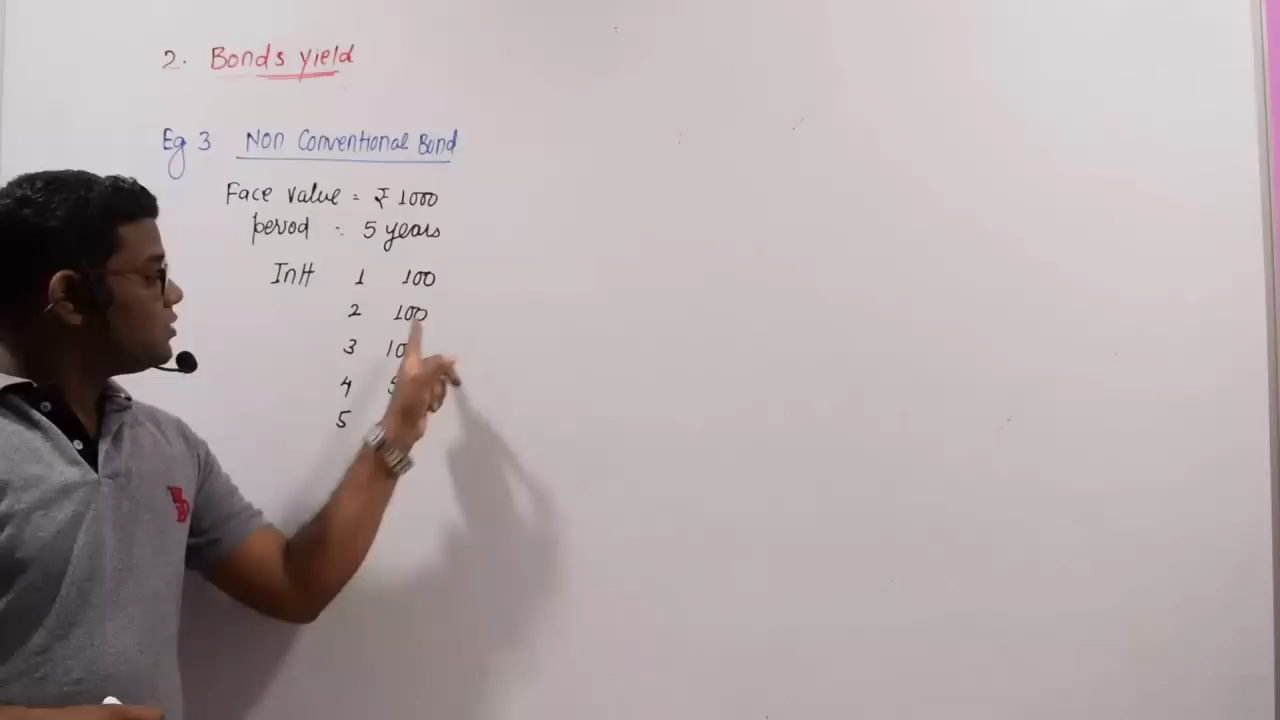 2. Bonds yield
Eg 3 Non Conventional Bond
Face value = ₹ 1000
period : 5 years
Intt 1 100
2 100
3
4
5